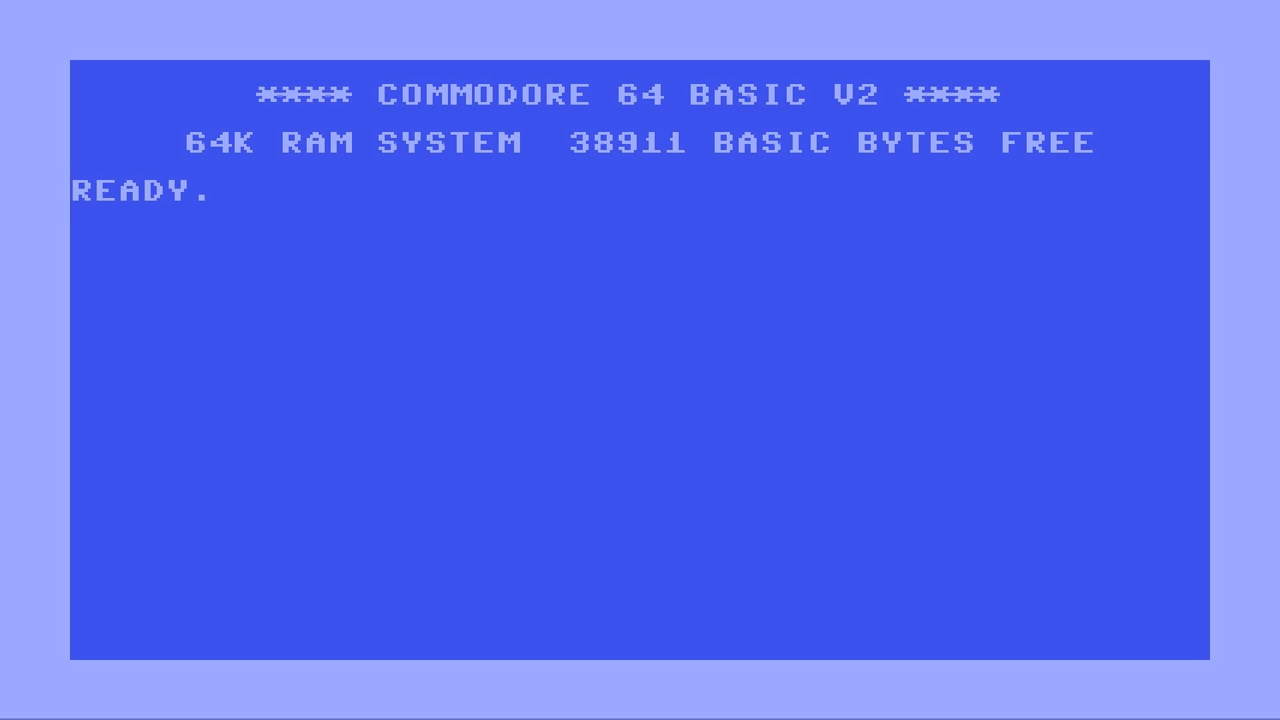 **** COMMODORE 64 BASIC V2 ****
64K RAM SYSTEM  38911 BASIC BYTES FREE
READY.